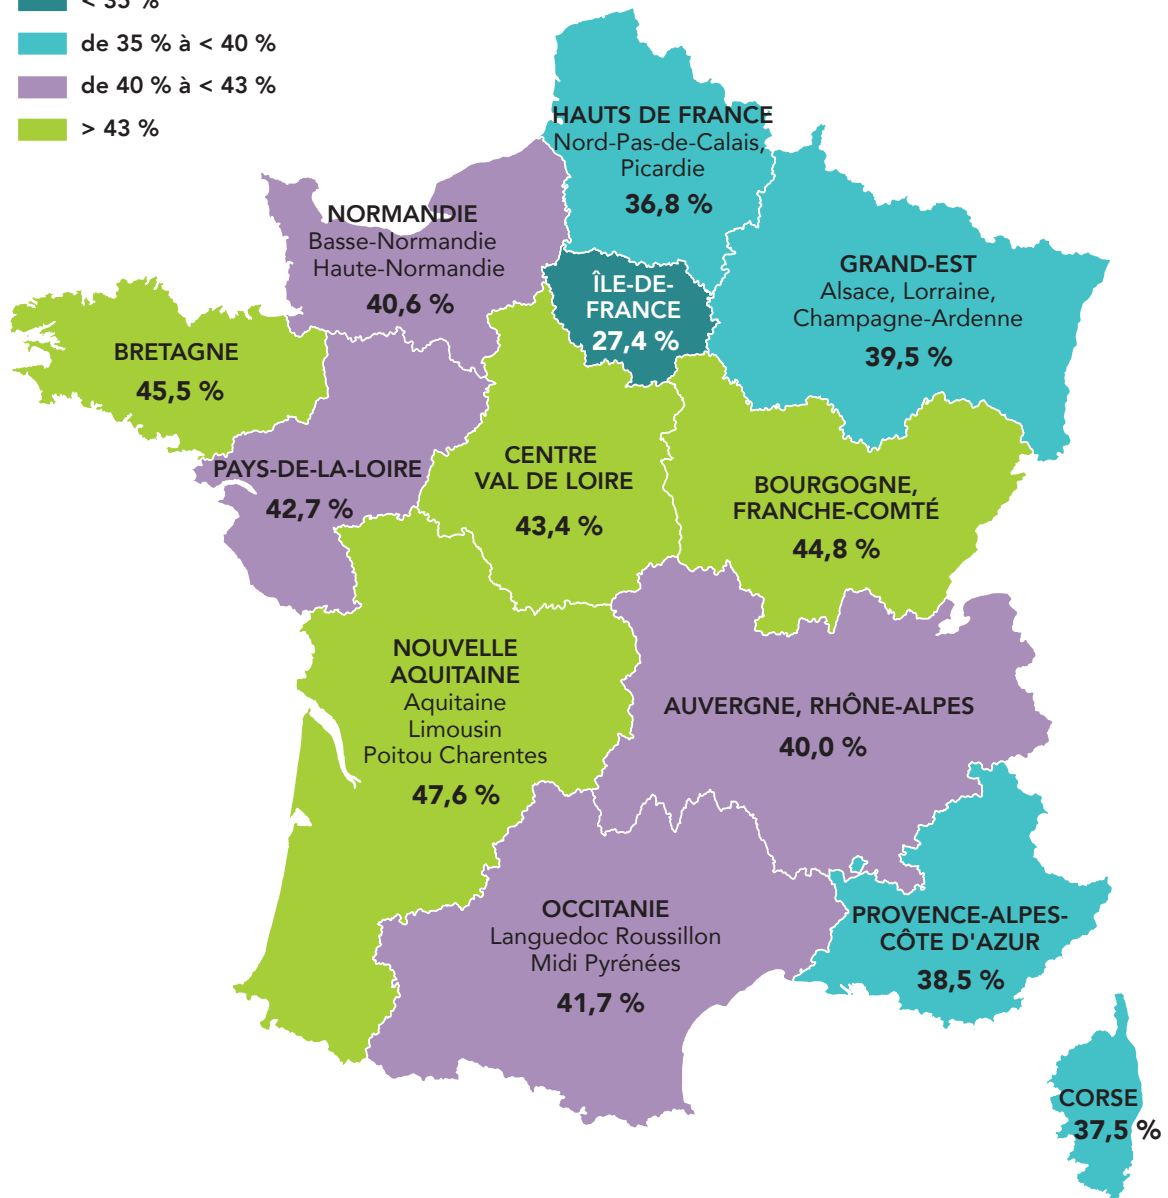 < 35 %
de 35 % à < 40 %
de 40 % à < 43 %
> 43 %
HAUTS DE FRANCE
Nord-Pas-de-Calais,
Picardie
36,8 %
NORMANDIE
Basse-Normandie
Haute-Normandie
40,6 %
ÎLE-DE-
FRANCE
27,4 %
GRAND-EST
Alsace, Lorraine,
Champagne-Ardenne
39,5 %
BRETAGNE
45,5 %
PAYS-DE-LA-LOIRE
42,7 %
CENTRE
VAL DE LOIRE
43,4 %
BOURGOGNE,
FRANCHE-COMTÉ
44,8 %
NOUVELLE
AQUITAINE
Aquitaine
Limousin
Poitou Charentes
47,6 %
AUVERGNE, RHÔNE-ALPES
40,0 %
OCCITANIE
Languedoc Roussillon
Midi Pyrénées
41,7 %
PROVENCE-ALPES-
CÔTE D'AZUR
38,5 %
CORSE
37,5 %